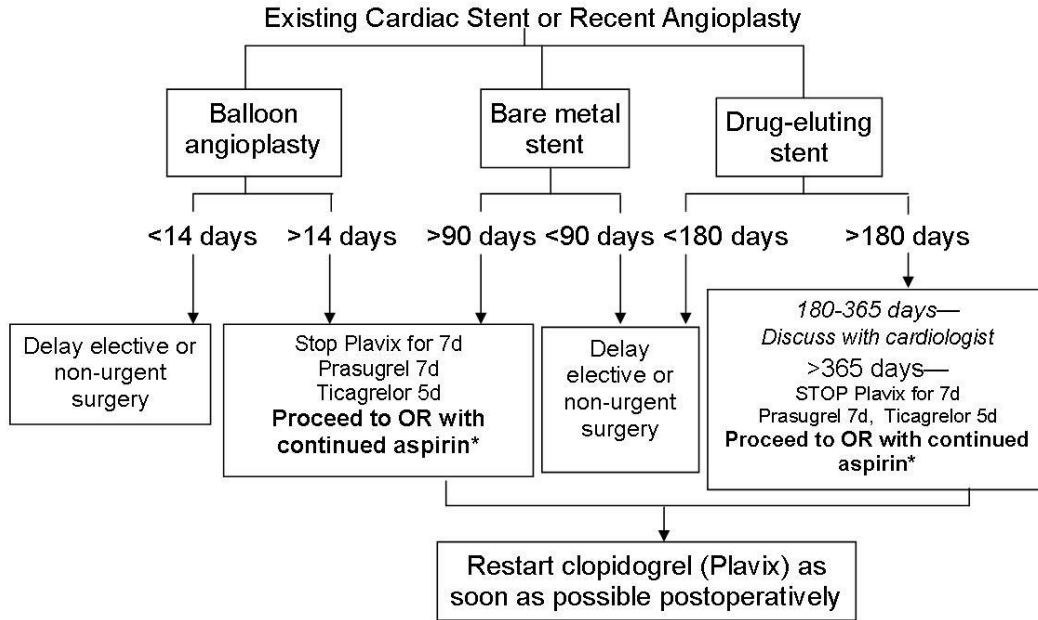 Existing Cardiac Stent or Recent Angioplasty
Balloon
angioplasty
Bare metal
stent
Drug-eluting
stent
<14 days
>14 days
>90 days
<90 days
<180 days
>180 days
Delay elective or
non-urgent
surgery
Stop Plavix for 7d
Prasugrel 7d
Ticagrelor 5d
Proceed to OR with
continued aspirin*
Delay
elective or
non-urgent
surgery
180-365 days—
Discuss with cardiologist
>365 days—
STOP Plavix for 7d
Prasugrel 7d, Ticagrelor 5d
Proceed to OR with continued
aspirin*
Restart clopidogrel (Plavix) as
soon as possible postoperatively